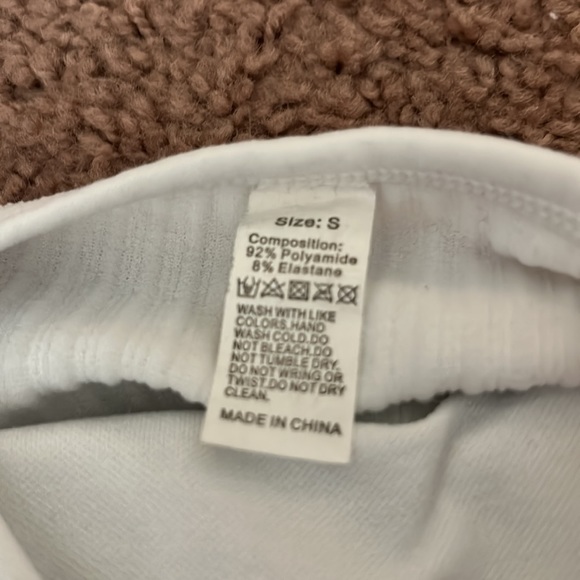 Size: S
Composition:
92% Polyamide
8% Elastane
WASH WITH LIKE
COLORS,HAND
WASH COLD.DO
NOT BLEACH.DO
NOT TUMBLE DRY.
DO NOT WRING OR
TWIST.DO NOT DRY
CLEAN.
MADE IN CHINA